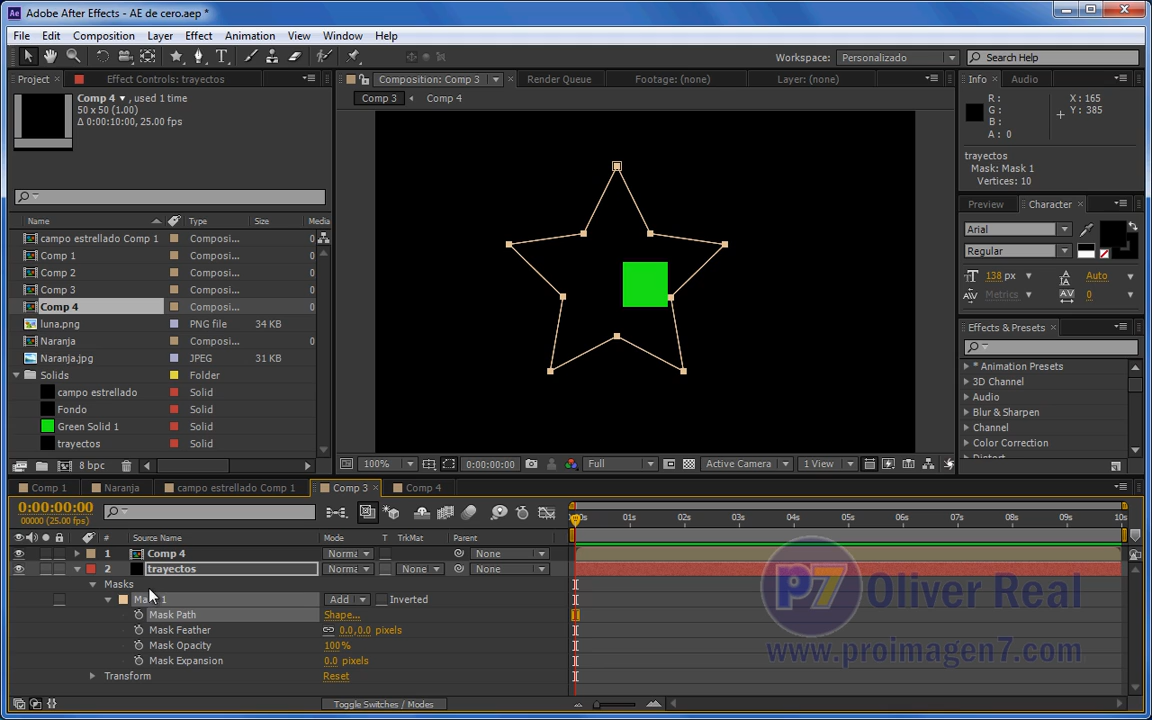 Adobe After Effects - AE de cero.aep *
File Edit Composition Layer Effect Animation View Window Help
Workspace: Personalizado Search Help
Project Effect Controls: trayectos Composition: Comp 3 Render Queue Footage: (none) Layer: (none) Info Audio
Comp 4 , used 1 time
50 x 50 (1.00)
Δ 0:00:10:00, 25.00 fps
Comp 3 Comp 4
R :
G :
B :
A : 0
X : 165
Y : 385
trayectos
Mask: Mask 1
Vertices: 10
Preview Character
Arial
Regular
138 px Auto
Metrics 0
Name Type Size Media
campo estrellado Comp 1 Composi... 0
Comp 1 Composi... 0
Comp 2 Composi... 0
Comp 3 Composi... 0
Comp 4 Composi... 0
luna.png PNG file 34 KB
Naranja Composi... 0
Naranja.jpg JPEG 31 KB
Solids Folder
campo estrellado Solid
Fondo Solid
Green Solid 1 Solid
trayectos Solid
8 bpc
Effects & Presets
* Animation Presets
3D Channel
Audio
Blur & Sharpen
Channel
Color Correction
Distort
100% 0:00:00:00 Full Active Camera 1 View
Comp 1 Naranja campo estrellado Comp 1 Comp 3 Comp 4
0:00:00:00
00000 (25.00 fps)
00s 01s 02s 03s 04s 05s 06s 07s 08s 09s 10s
# Source Name Mode T TrkMat Parent
1 Comp 4 Norma None
2 trayectos Norma None None
Masks
Mask 1 Add Inverted
Mask Path Shape...
Mask Feather 0.0,0.0 pixels
Mask Opacity 100%
Mask Expansion 0.0 pixels
Transform Reset
Toggle Switches / Modes
p7 Oliver Real
www.proimagen7.com